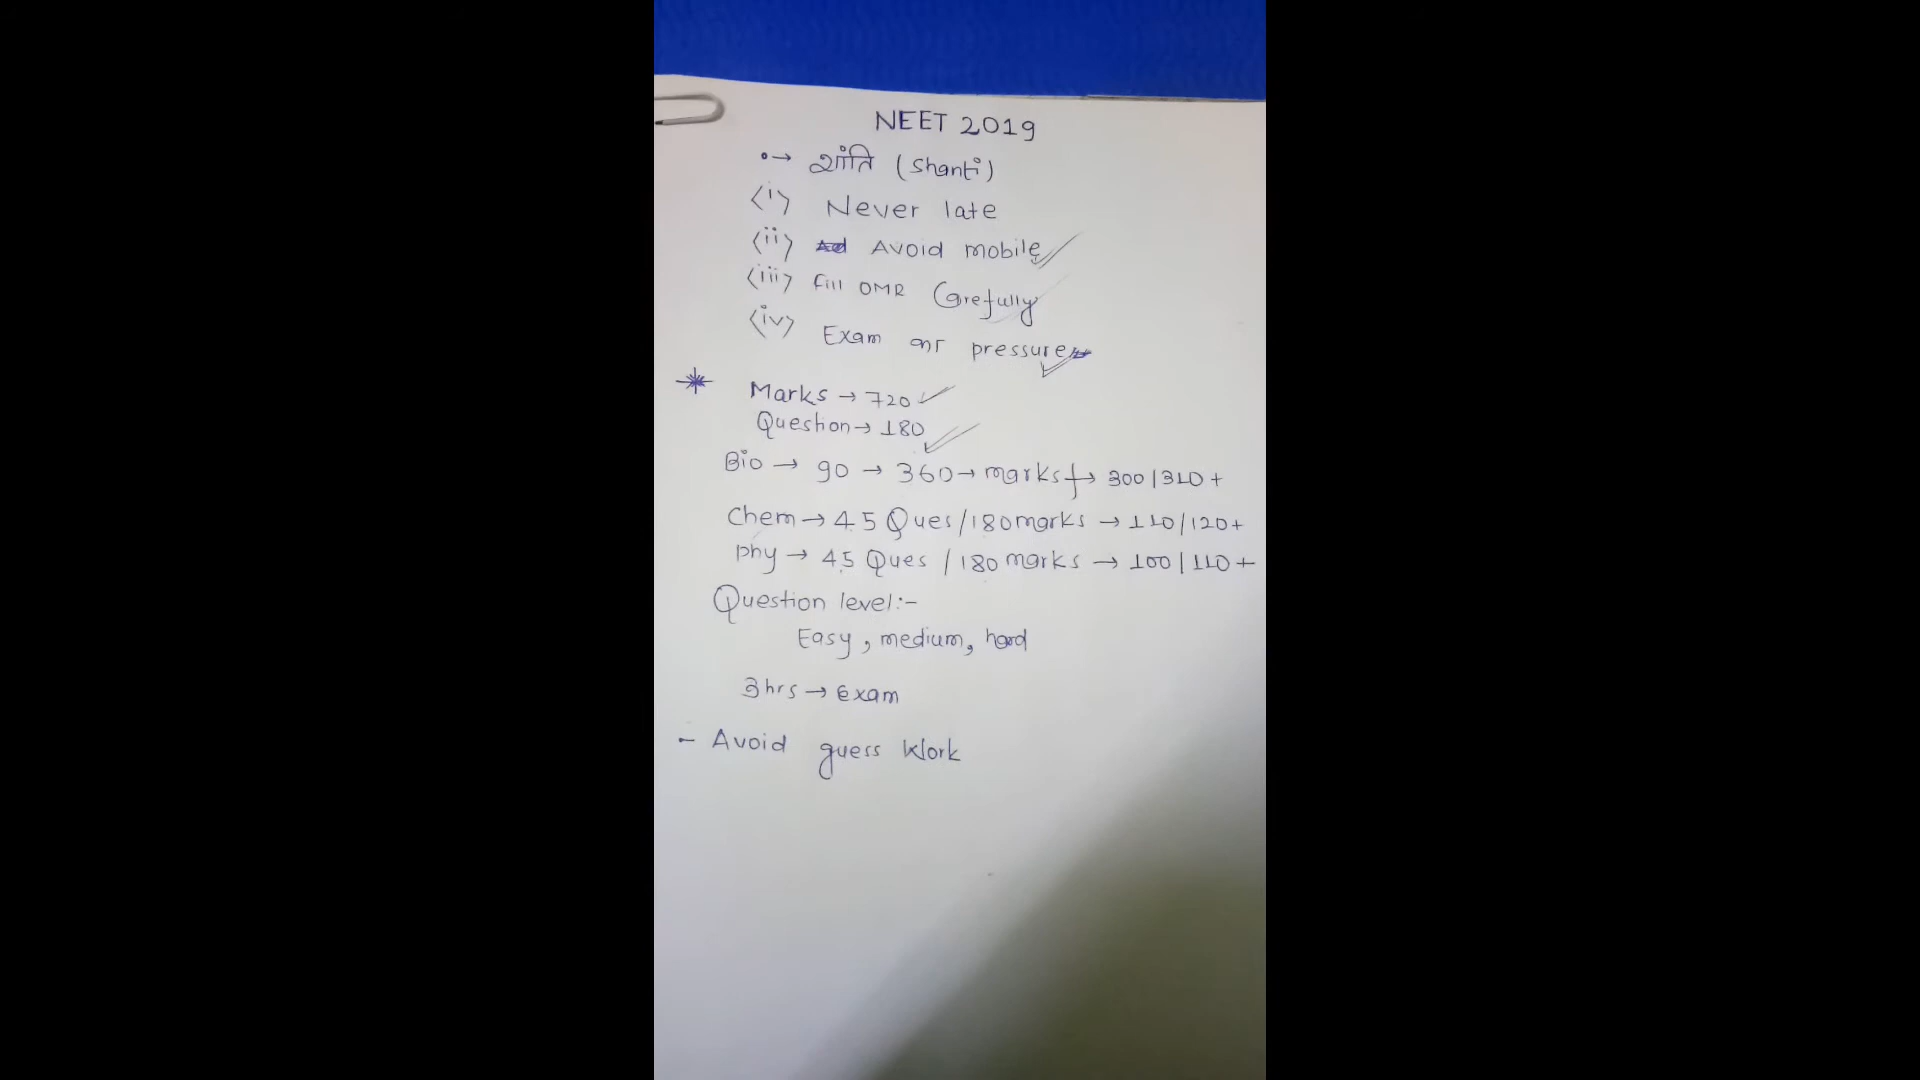 NEET 2019
•→ शांति (Shanti)
<i> Never late
<ii> Avoid mobile
<iii> fill OMR Carefully
<iv> Exam का pressure
* Marks → 720
Question → 180
Bio → 90 → 360 → marks → 300/310+
Chem → 45 Ques/180 marks → 110/120+
Phy → 45 Ques / 180 marks → 100/110+
Question level:-
Easy, medium, hard
3hrs → Exam
- Avoid guess Work